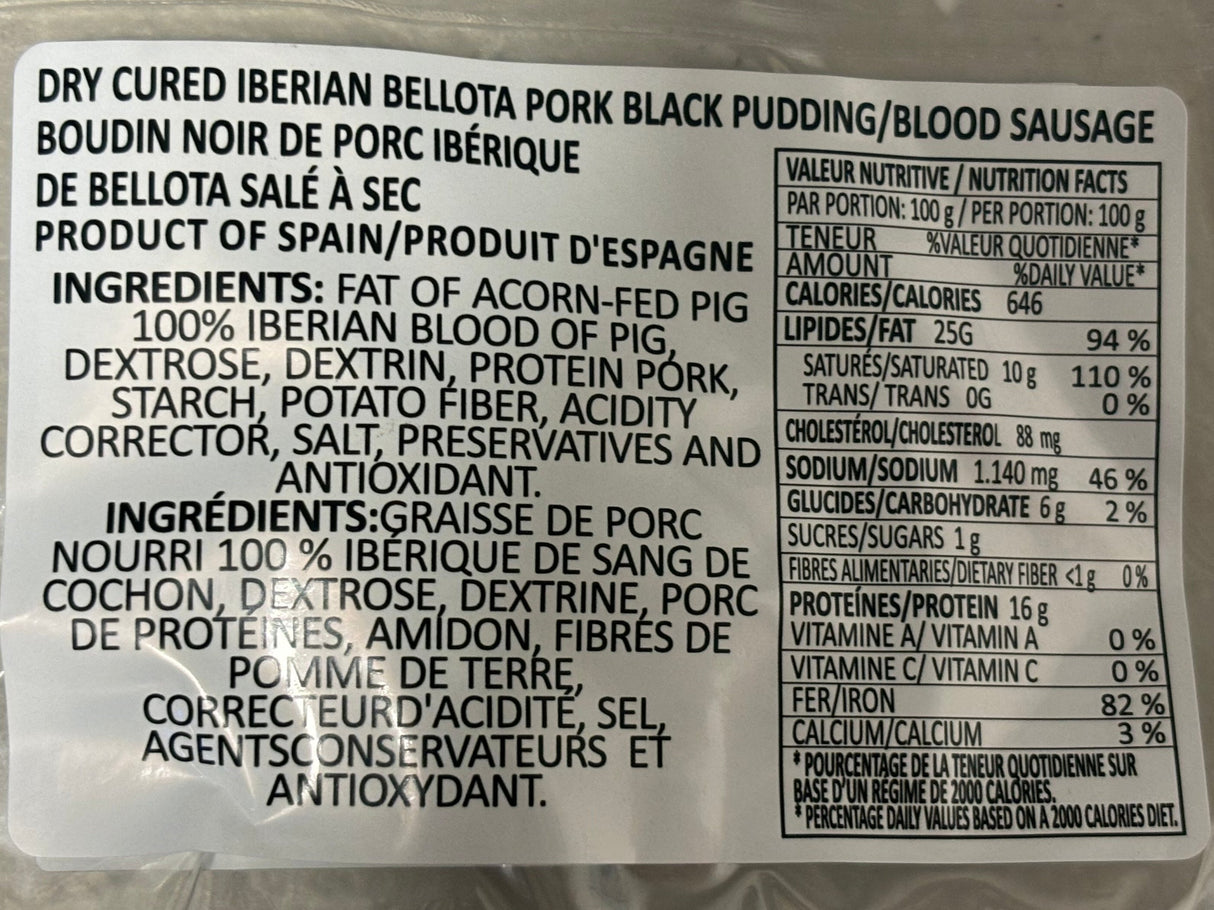 DRY CURED IBERIAN BELLOTA PORK BLACK PUDDING/BLOOD SAUSAGE
BOUDIN NOIR DE PORC IBÉRIQUE
DE BELLOTA SALÉ À SEC
PRODUCT OF SPAIN/PRODUIT D'ESPAGNE
INGREDIENTS: FAT OF ACORN-FED PIG
100% IBERIAN BLOOD OF PIG,
DEXTROSE, DEXTRIN, PROTEIN PORK,
STARCH, POTATO FIBER, ACIDITY
CORRECTOR, SALT, PRESERVATIVES AND
ANTIOXIDANT.
INGRÉDIENTS:GRAISSE DE PORC
NOURRI 100 % IBÉRIQUE DE SANG DE
COCHON, DEXTROSE, DEXTRINE, PORC
DE PROTÉINES, AMIDON, FIBRES DE
POMME DE TERRE,
CORRECTEURD'ACIDITÉ, SEL,
AGENTSCONSERVATEURS ET
ANTIOXYDANT.
VALEUR NUTRITIVE / NUTRITION FACTS
PAR PORTION: 100 g / PER PORTION: 100 g
TENEUR %VALEUR QUOTIDIENNE*
AMOUNT %DAILY VALUE*
CALORIES/CALORIES 646
LIPIDES/FAT 25G 94 %
SATURÉS/SATURATED 10 g 110 %
TRANS/ TRANS 0G 0 %
CHOLESTÉROL/CHOLESTEROL 88 mg
SODIUM/SODIUM 1.140 mg 46 %
GLUCIDES/CARBOHYDRATE 6 g 2 %
SUCRES/SUGARS 1 g
FIBRES ALIMENTARIES/DIETARY FIBER <1 g 0%
PROTEÍNES/PROTEIN 16 g
VITAMINE A/ VITAMIN A 0 %
VITAMINE C/ VITAMIN C 0 %
FER/IRON 82 %
CALCIUM/CALCIUM 3 %
* POURCENTAGE DE LA TENEUR QUOTIDIENNE SUR
BASE D'UN RÉGIME DE 2000 CALÓRIES.
* PERCENTAGE DAILY VALUES BASED ON A 2000 CALORIES DIET.